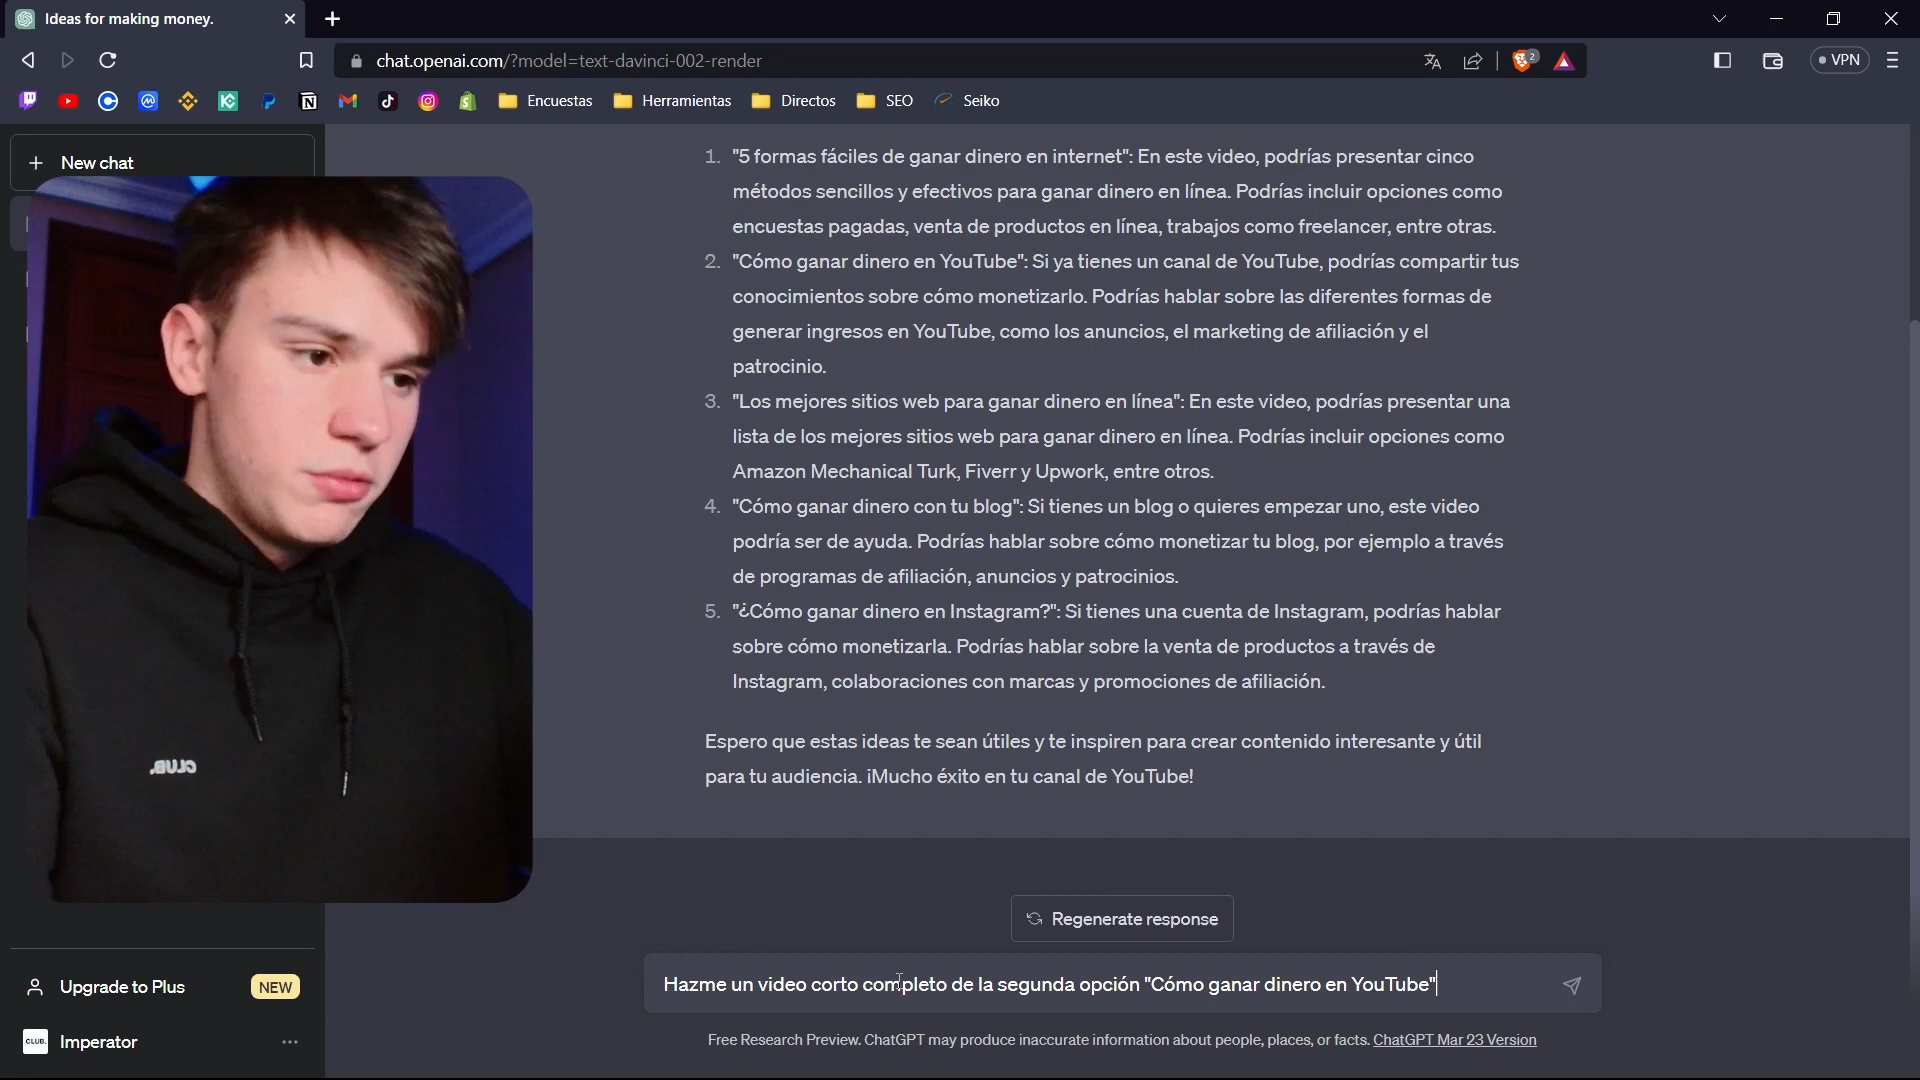 Ideas for making money.
chat.openai.com/?model=text-davinci-002-render
2
VPN
Encuestas
Herramientas
Directos
SEO
Seiko
New chat
1. "5 formas fáciles de ganar dinero en internet": En este video, podrías presentar cinco
métodos sencillos y efectivos para ganar dinero en línea. Podrías incluir opciones como
encuestas pagadas, venta de productos en línea, trabajos como freelancer, entre otras.
2. "Cómo ganar dinero en YouTube": Si ya tienes un canal de YouTube, podrías compartir tus
conocimientos sobre cómo monetizarlo. Podrías hablar sobre las diferentes formas de
generar ingresos en YouTube, como los anuncios, el marketing de afiliación y el
patrocinio.
3. "Los mejores sitios web para ganar dinero en línea": En este video, podrías presentar una
lista de los mejores sitios web para ganar dinero en línea. Podrías incluir opciones como
Amazon Mechanical Turk, Fiverr y Upwork, entre otros.
4. "Cómo ganar dinero con tu blog": Si tienes un blog o quieres empezar uno, este video
podría ser de ayuda. Podrías hablar sobre cómo monetizar tu blog, por ejemplo a través
de programas de afiliación, anuncios y patrocinios.
5. "¿Cómo ganar dinero en Instagram?": Si tienes una cuenta de Instagram, podrías hablar
sobre cómo monetizarla. Podrías hablar sobre la venta de productos a través de
Instagram, colaboraciones con marcas y promociones de afiliación.
Espero que estas ideas te sean útiles y te inspiren para crear contenido interesante y útil
para tu audiencia. ¡Mucho éxito en tu canal de YouTube!
CLUB.
Regenerate response
Hazme un video corto completo de la segunda opción "Cómo ganar dinero en YouTube"
Upgrade to Plus
NEW
CLUB.
Imperator
Free Research Preview. ChatGPT may produce inaccurate information about people, places, or facts. ChatGPT Mar 23 Version